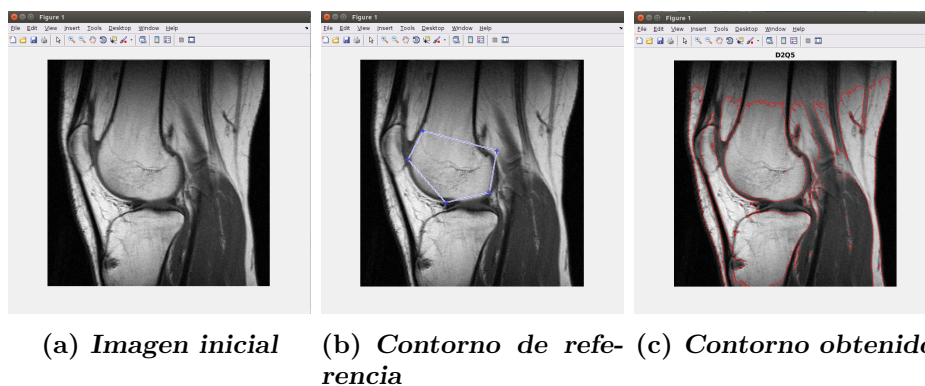 Figure 1
File Edit View Insert Tools Desktop Window Help
Figure 1
File Edit View Insert Tools Desktop Window Help
Figure 1
File Edit View Insert Tools Desktop Window Help
D2Q5
(a) Imagen inicial
(b) Contorno de refe-
rencia
(c) Contorno obtenido